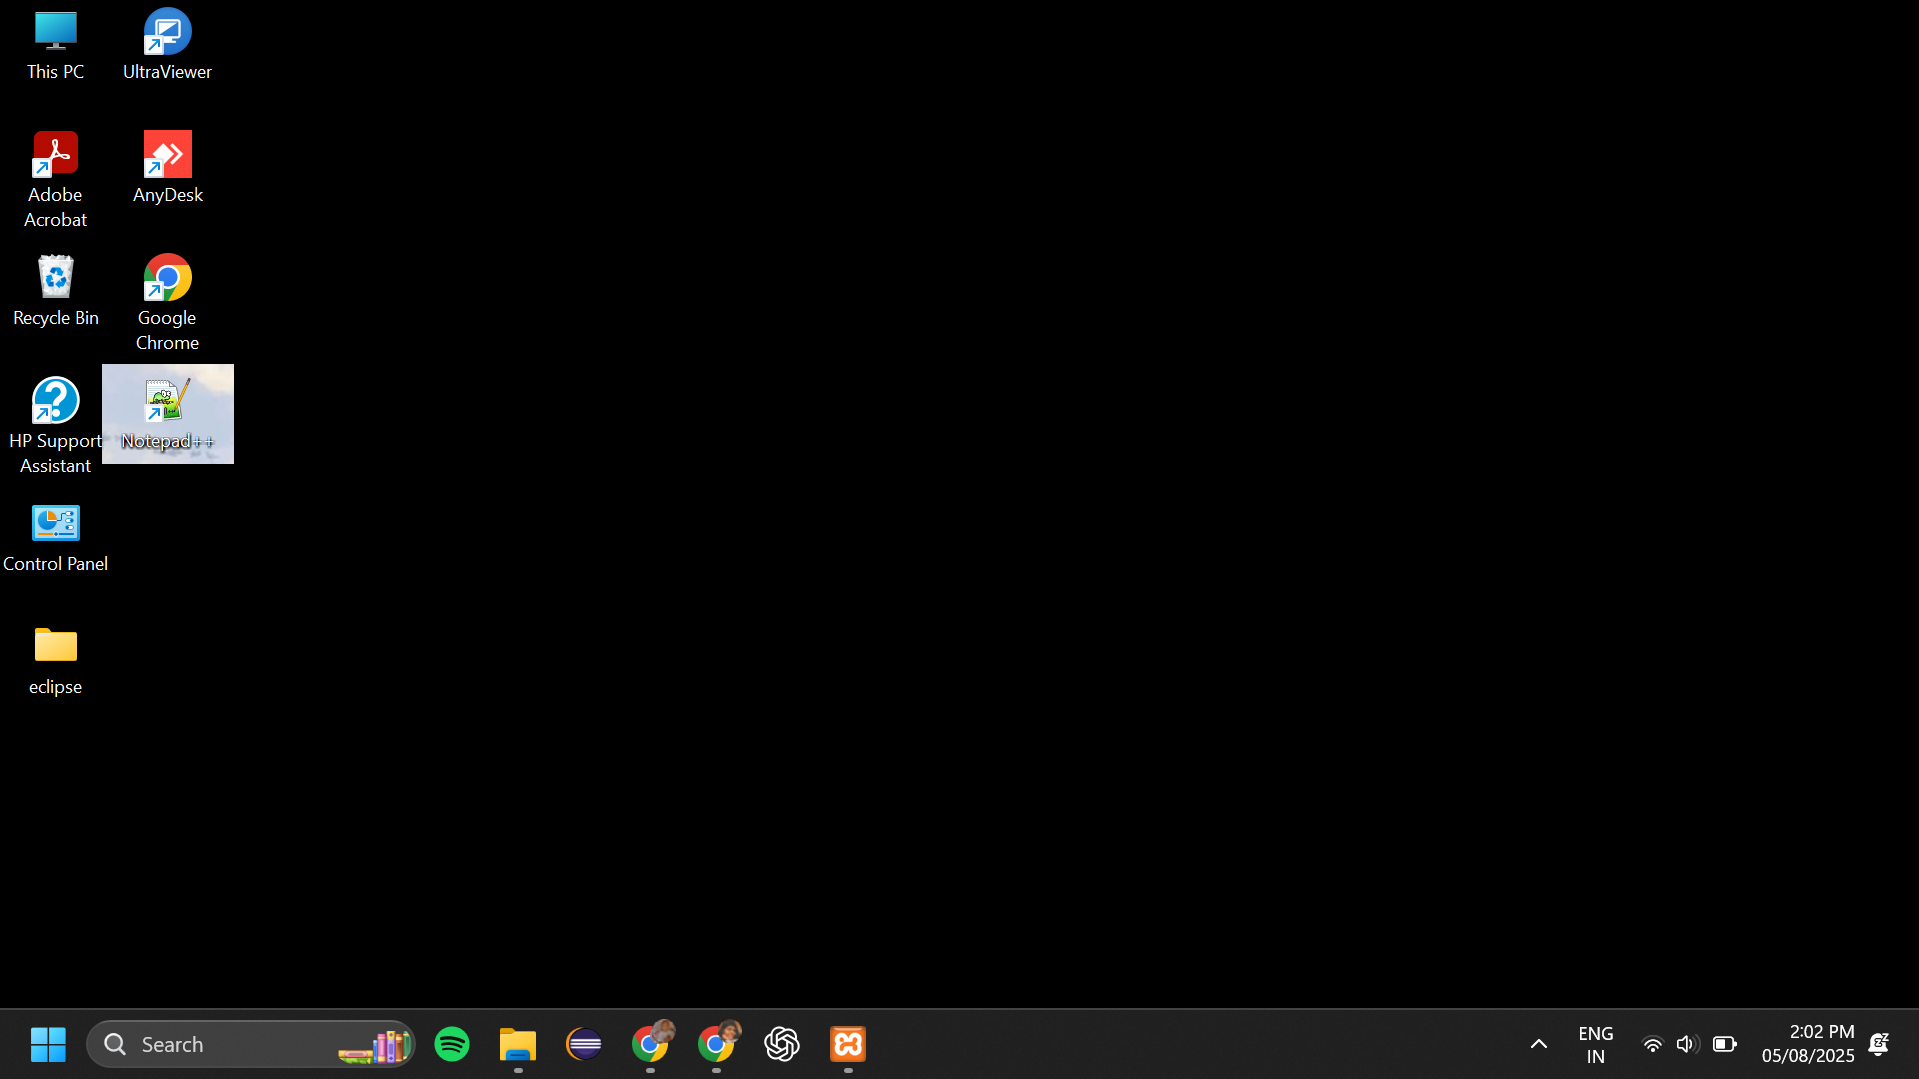 This PC
UltraViewer
Adobe
Acrobat
AnyDesk
Recycle Bin
Google
Chrome
HP Support
Assistant
Notepad++
Control Panel
eclipse
Search
ENG
IN
2:02 PM
05/08/2025